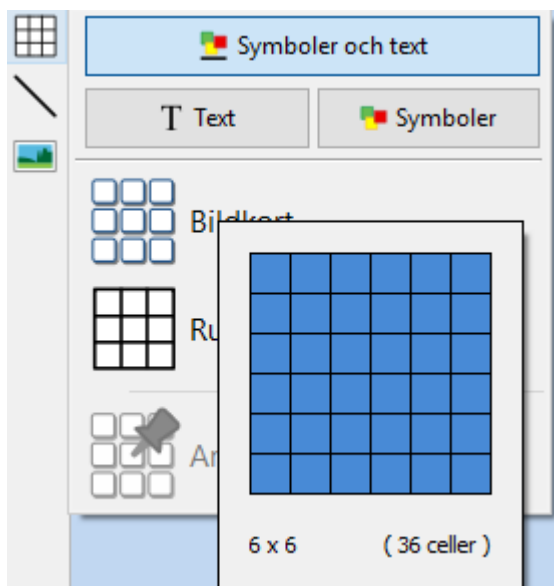 Symboler och text
T Text
Symboler
6 x 6 ( 36 celler )